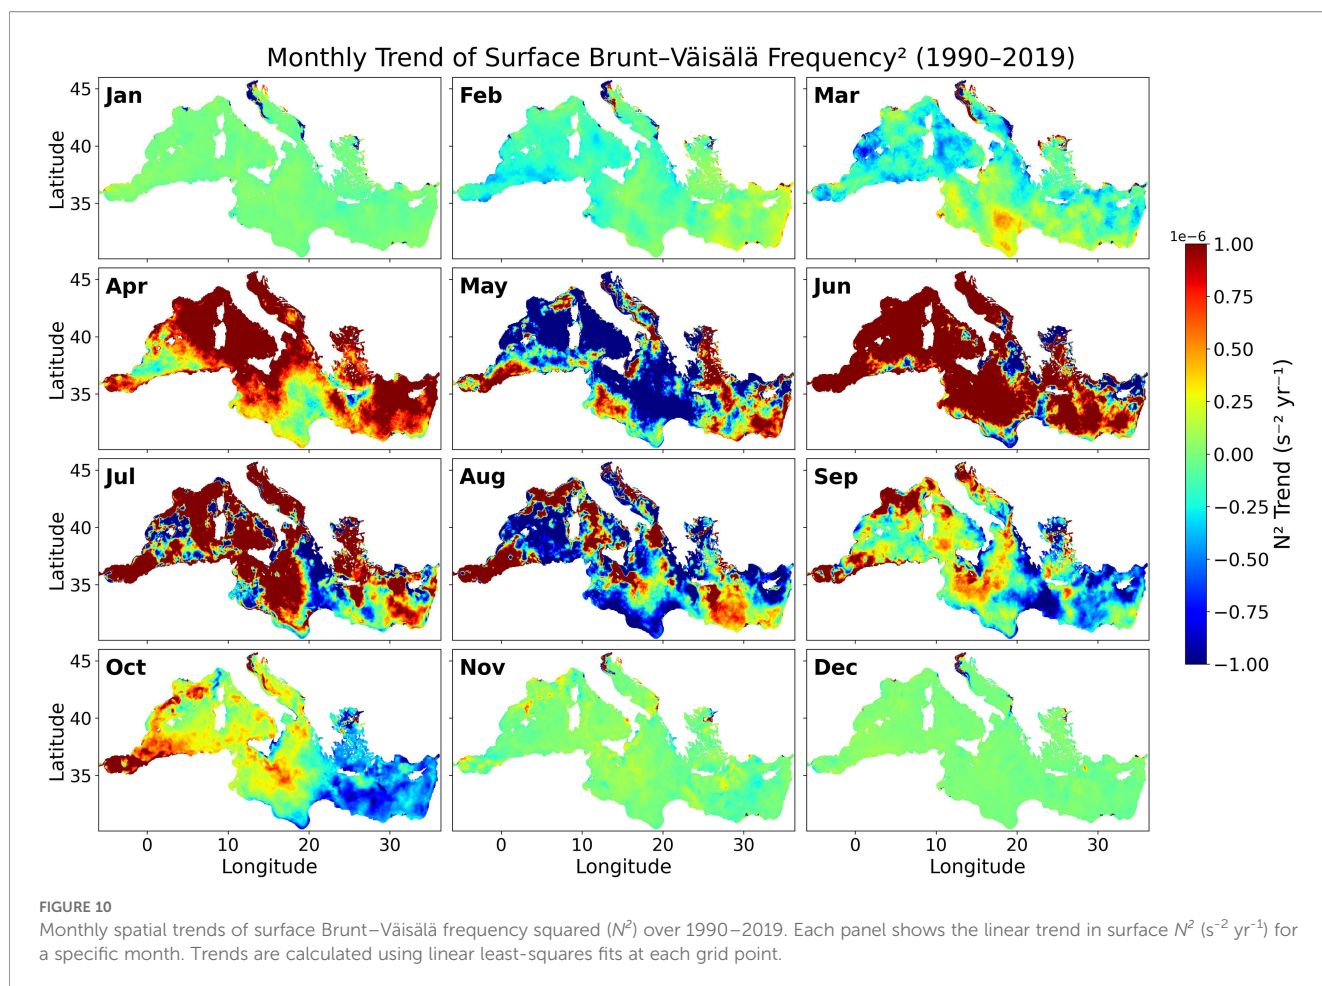 Monthly Trend of Surface Brunt–Väisälä Frequency² (1990–2019)
Jan
Feb
Mar
45
40
35
Latitude
Apr
May
Jun
45
40
35
Latitude
1e−6
1.00
0.75
0.50
0.25
0.00
−0.25
−0.50
−0.75
−1.00
N² Trend (s⁻² yr⁻¹)
Jul
Aug
Sep
45
40
35
Latitude
Oct
Nov
Dec
45
40
35
Latitude
0 10 20 30
0 10 20 30
0 10 20 30
Longitude
Longitude
Longitude
FIGURE 10
Monthly spatial trends of surface Brunt–Väisälä frequency squared (N²) over 1990–2019. Each panel shows the linear trend in surface N² (s⁻² yr⁻¹) for
a specific month. Trends are calculated using linear least-squares fits at each grid point.